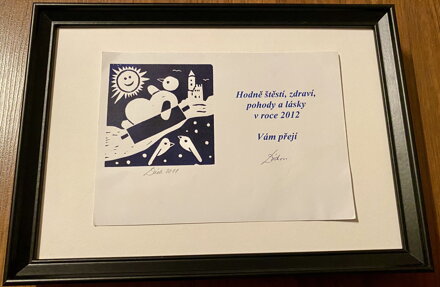 Hodně štěstí, zdraví,
pohody a lásky
v roce 2012
Vám přejí